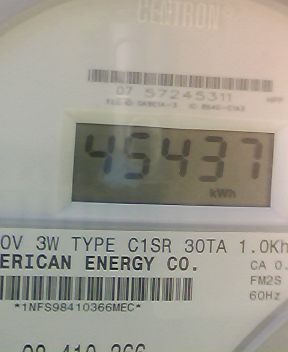 CENTRON
07 57245311
45437
kWh
0V 3W TYPE C1SR 30TA 1.0Kh
ERICAN ENERGY CO.
CA 0.
FM2S
60Hz
*1NFS98410366MEC*